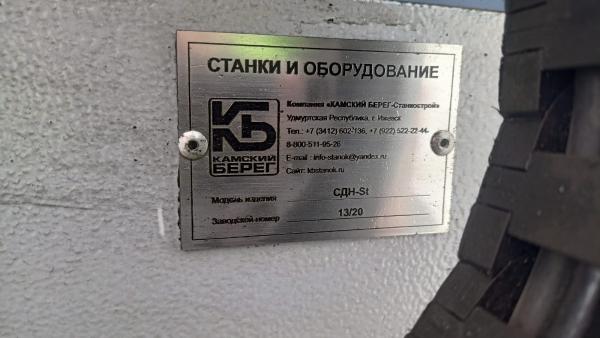 СТАНКИ И ОБОРУДОВАНИЕ
КБ
КАМСКИЙ
БЕРЕГ
Компания «КАМСКИЙ БЕРЕГ-Станкострой»
Удмуртская Республика, г. Ижевск
Тел.: +7 (3412) 602-136, +7 (922) 522-22-44
8-800-511-95-26
E-mail : info-stanok@yandex.ru
Сайт: kbstanok.ru
Модель изделия СДН-St
Заводской номер 13/20